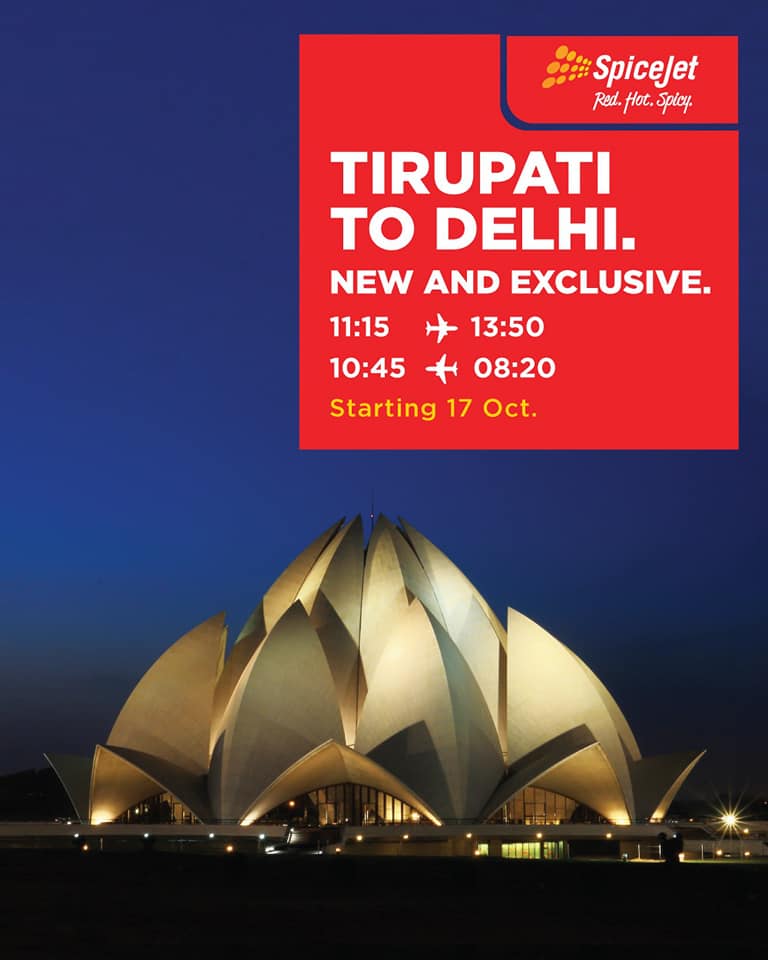 SpiceJet
Red. Hot. Spicy.
TIRUPATI
TO DELHI.
NEW AND EXCLUSIVE.
11:15 13:50
10:45 08:20
Starting 17 Oct.